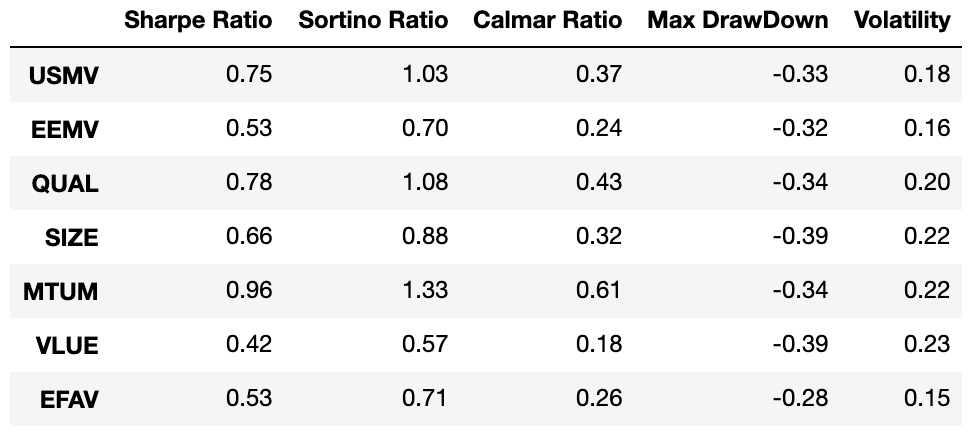 Sharpe Ratio Sortino Ratio Calmar Ratio Max DrawDown Volatility
USMV 0.75 1.03 0.37 -0.33 0.18
EEMV 0.53 0.70 0.24 -0.32 0.16
QUAL 0.78 1.08 0.43 -0.34 0.20
SIZE 0.66 0.88 0.32 -0.39 0.22
MTUM 0.96 1.33 0.61 -0.34 0.22
VLUE 0.42 0.57 0.18 -0.39 0.23
EFAV 0.53 0.71 0.26 -0.28 0.15